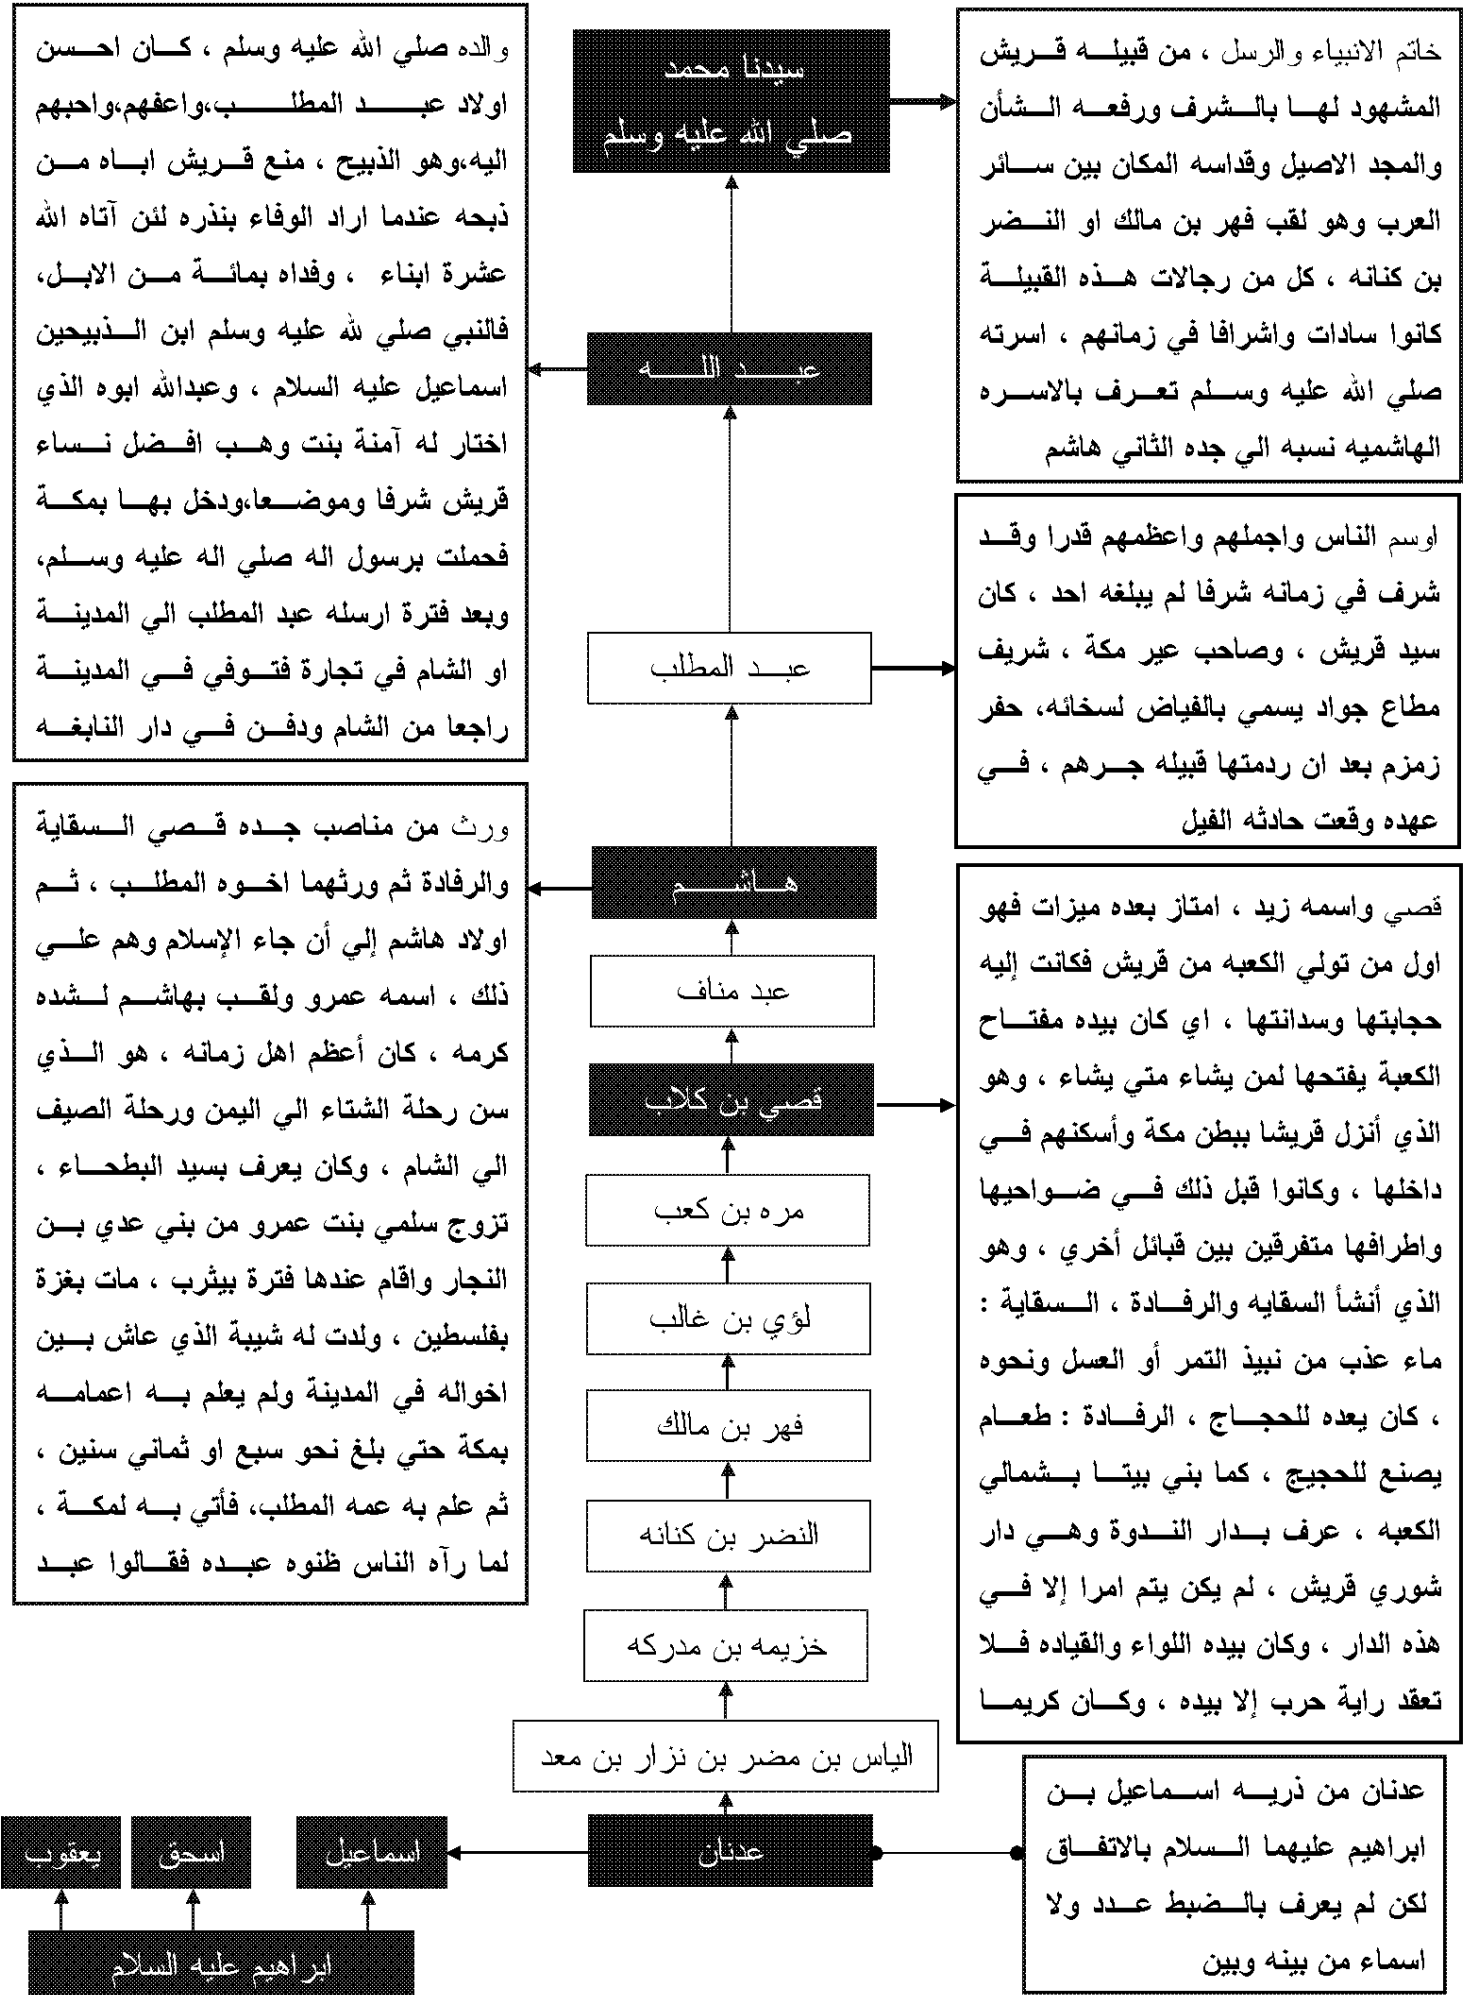 سيدنا محمد
صلي الله عليه وسلم
خاتم الانبياء والرسل ، من قبيله قريش
المشهود لها بالشرف ورفعه الشأن
والمجد الاصيل وقداسه المكان بين سائر
العرب وهو لقب فهر بن مالك او النضر
بن كنانه ، كل من رجالات هذه القبيلة
كانوا سادات واشرافا في زمانهم ، اسرته
صلي الله عليه وسلم تعرف بالاسره
الهاشميه نسبه الي جده الثاني هاشم
عبد الله
والده صلي الله عليه وسلم ، كان احسن
اولاد عبد المطلب،واعفهم،واحبهم
اليه،وهو الذبيح ، منع قريش اباه من
ذبحه عندما اراد الوفاء بنذره لئن آتاه الله
عشرة ابناء ، وفداه بمائة من الابل،
فالنبي صلي لله عليه وسلم ابن الذبيحين
اسماعيل عليه السلام ، وعبدالله ابوه الذي
اختار له آمنة بنت وهب افضل نساء
قريش شرفا وموضعا،ودخل بها بمكة
فحملت برسول اله صلي اله عليه وسلم،
وبعد فترة ارسله عبد المطلب الي المدينة
او الشام في تجارة فتوفي في المدينة
راجعا من الشام ودفن في دار النابغه
عبد المطلب
اوسم الناس واجملهم واعظمهم قدرا وقد
شرف في زمانه شرفا لم يبلغه احد ، كان
سيد قريش ، وصاحب عير مكة ، شريف
مطاع جواد يسمي بالفياض لسخائه، حفر
زمزم بعد ان ردمتها قبيله جرهم ، في
عهده وقعت حادثه الفيل
هاشم
ورث من مناصب جده قصي السقاية
والرفادة ثم ورثهما اخوه المطلب ، ثم
اولاد هاشم إلي أن جاء الإسلام وهم علي
ذلك ، اسمه عمرو ولقب بهاشم لشده
كرمه ، كان أعظم اهل زمانه ، هو الذي
سن رحلة الشتاء الي اليمن ورحلة الصيف
الي الشام ، وكان يعرف بسيد البطحاء ،
تزوج سلمي بنت عمرو من بني عدي بن
النجار واقام عندها فترة بيثرب ، مات بغزة
بفلسطين ، ولدت له شيبة الذي عاش بين
اخواله في المدينة ولم يعلم به اعمامه
بمكة حتي بلغ نحو سبع او ثماني سنين ،
ثم علم به عمه المطلب، فأتي به لمكة ،
لما رآه الناس ظنوه عبده فقالوا عبد
عبد مناف
قصي بن كلاب
قصي واسمه زيد ، امتاز بعده ميزات فهو
اول من تولي الكعبه من قريش فكانت إليه
حجابتها وسدانتها ، اي كان بيده مفتاح
الكعبة يفتحها لمن يشاء متي يشاء ، وهو
الذي أنزل قريشا ببطن مكة وأسكنهم في
داخلها ، وكانوا قبل ذلك في ضواحيها
واطرافها متفرقين بين قبائل أخري ، وهو
الذي أنشأ السقايه والرفادة ، السقاية :
ماء عذب من نبيذ التمر أو العسل ونحوه
، كان يعده للحجاج ، الرفادة : طعام
يصنع للحجيج ، كما بني بيتا بشمالي
الكعبه ، عرف بدار الندوة وهي دار
شوري قريش ، لم يكن يتم امرا إلا في
هذه الدار ، وكان بيده اللواء والقياده فلا
تعقد راية حرب إلا بيده ، وكان كريما
مره بن كعب
لؤي بن غالب
فهر بن مالك
النضر بن كنانه
خزيمه بن مدركه
الياس بن مضر بن نزار بن معد
عدنان
عدنان من ذريه اسماعيل بن
ابراهيم عليهما السلام بالاتفاق
لكن لم يعرف بالضبط عدد ولا
اسماء من بينه وبين
اسماعيل
اسحق
يعقوب
ابراهيم عليه السلام